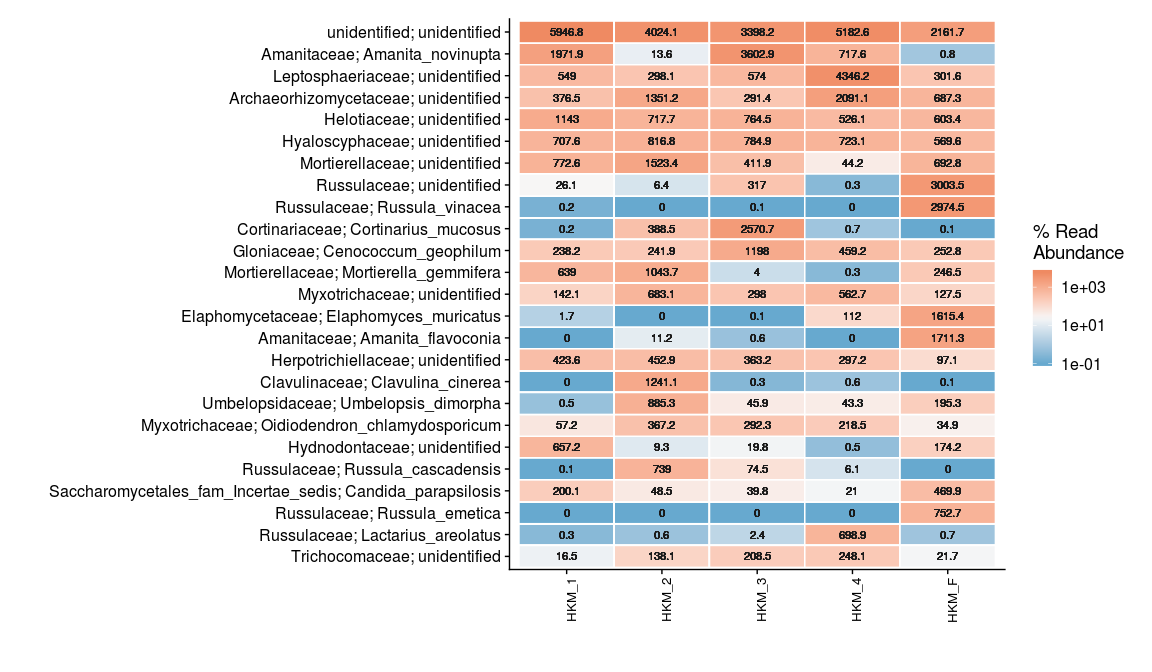 unidentified; unidentified 5946.8 4024.1 3398.2 5182.6 2161.7
Amanitaceae; Amanita_novinupta 1971.9 13.6 3602.9 717.6 0.8
Leptosphaeriaceae; unidentified 549 298.1 574 4346.2 301.6
Archaeorhizomycetaceae; unidentified 376.5 1351.2 291.4 2091.1 687.3
Helotiaceae; unidentified 1143 717.7 764.5 526.1 603.4
Hyaloscyphaceae; unidentified 707.6 816.8 784.9 723.1 569.6
Mortierellaceae; unidentified 772.6 1523.4 411.9 44.2 692.8
Russulaceae; unidentified 26.1 6.4 317 0.3 3003.5
Russulaceae; Russula_vinacea 0.2 0 0.1 0 2974.5
Cortinariaceae; Cortinarius_mucosus 0.2 388.5 2570.7 0.7 0.1
Gloniaceae; Cenococcum_geophilum 238.2 241.9 1198 459.2 252.8
Mortierellaceae; Mortierella_gemmifera 639 1043.7 4 0.3 246.5
Myxotrichaceae; unidentified 142.1 683.1 298 562.7 127.5
Elaphomycetaceae; Elaphomyces_muricatus 1.7 0 0.1 112 1615.4
Amanitaceae; Amanita_flavoconia 0 11.2 0.6 0 1711.3
Herpotrichiellaceae; unidentified 423.6 452.9 363.2 297.2 97.1
Clavulinaceae; Clavulina_cinerea 0 1241.1 0.3 0.6 0.1
Umbelopsidaceae; Umbelopsis_dimorpha 0.5 885.3 45.9 43.3 195.3
Myxotrichaceae; Oidiodendron_chlamydosporicum 57.2 367.2 292.3 218.5 34.9
Hydnodontaceae; unidentified 657.2 9.3 19.8 0.5 174.2
Russulaceae; Russula_cascadensis 0.1 739 74.5 6.1 0
Saccharomycetales_fam_Incertae_sedis; Candida_parapsilosis 200.1 48.5 39.8 21 469.9
Russulaceae; Russula_emetica 0 0 0 0 752.7
Russulaceae; Lactarius_areolatus 0.3 0.6 2.4 698.9 0.7
Trichocomaceae; unidentified 16.5 138.1 208.5 248.1 21.7
HKM_1 HKM_2 HKM_3 HKM_4 HKM_F
% Read
Abundance
1e+03
1e+01
1e-01